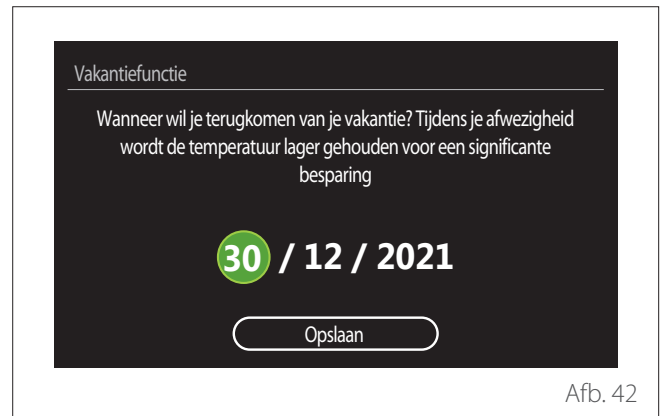 Vakantiefunctie
Wanneer wil je terugkomen van je vakantie? Tijdens je afwezigheid
wordt de temperatuur lager gehouden voor een significante
besparing
30 / 12 / 2021
Opslaan
Afb. 42